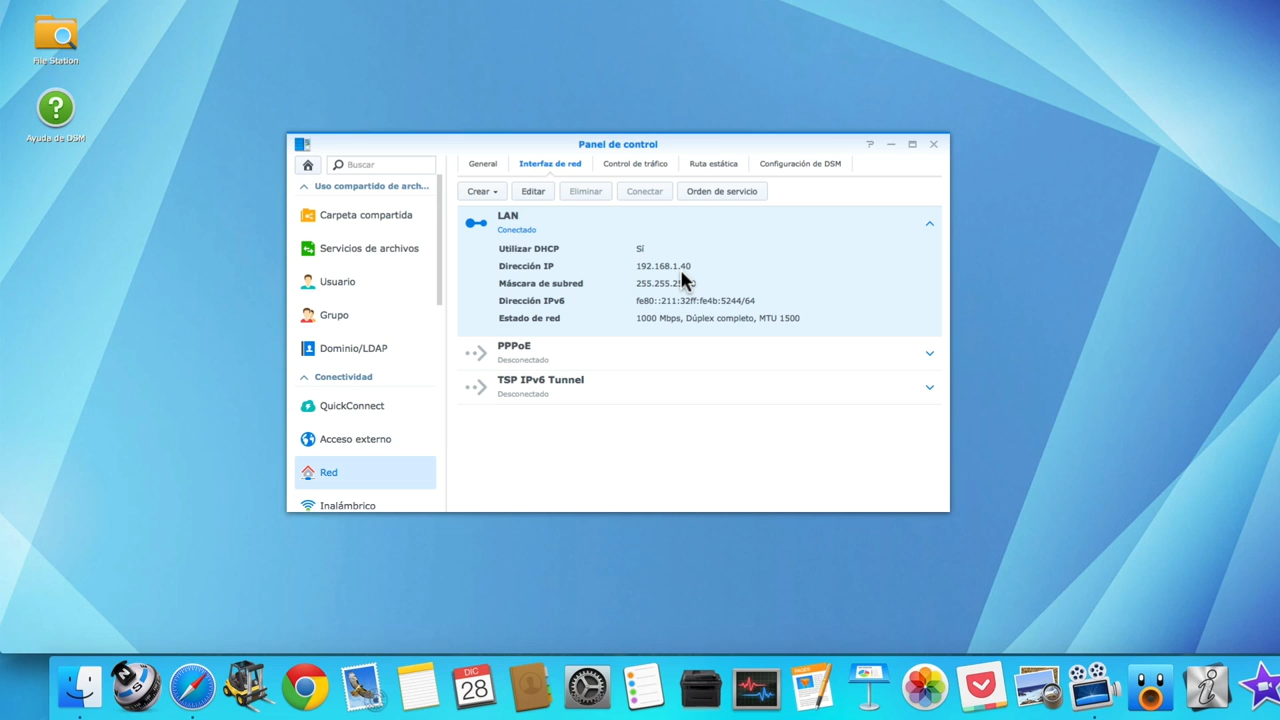 File Station
Ayuda de DSM
Panel de control
Buscar
Uso compartido de arch...
Carpeta compartida
Servicios de archivos
Usuario
Grupo
Dominio/LDAP
Conectividad
QuickConnect
Acceso externo
Red
Inalámbrico
General
Interfaz de red
Control de tráfico
Ruta estática
Configuración de DSM
Crear
Editar
Eliminar
Conectar
Orden de servicio
LAN
Conectado
Utilizar DHCP Sí
Dirección IP 192.168.1.40
Máscara de subred
Dirección IPv6 fe80::211:32ff:fe4b:5244/64
Estado de red 1000 Mbps, Dúplex completo, MTU 1500
PPPoE
Desconectado
TSP IPv6 Tunnel
Desconectado
N
S
DIC
28
PAGES